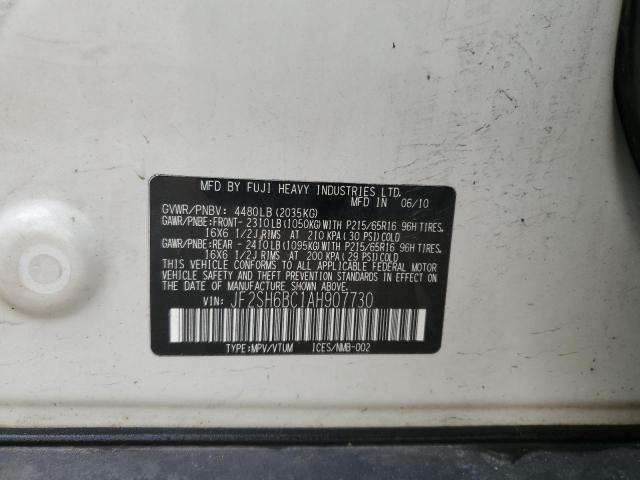 MFD BY FUJI HEAVY INDUSTRIES LTD.
MFD IN 06/10
GVWR/PNBV: 4480LB(2035KG)
GAWR/PNBE:FRONT- 2310LB(1050KG)WITH P215/65R16 96H TIRES.
16X6 1/2J RIMS AT 210 KPA(30 PSI)COLD
GAWR/PNBE:REAR - 2410LB(1095KG)WITH P215/65R16 96H TIRES.
16X6 1/2J RIMS AT 200 KPA(29 PSI)COLD
THIS VEHICLE CONFORMS TO ALL APPLICABLE FEDERAL MOTOR
VEHICLE SAFETY AND BUMPER STANDARDS IN EFFECT ON
THE DATE OF MANUFACTURE SHOWN ABOVE.
VIN: JF2SH6BC1AH907730
TYPE:MPV/VTUM ICES/NMB-002